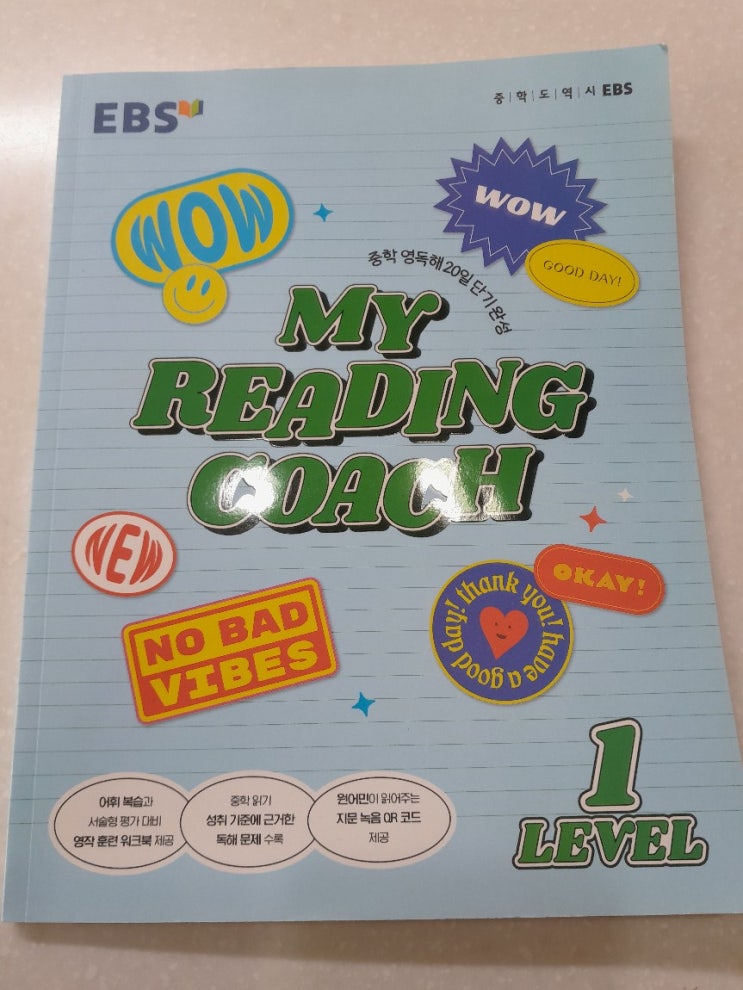 EBS
중|학|도|역|시 EBS
WOW
WOW
GOOD DAY!
중학 영독해 20일 단기 완성
MY
READING
COACH
NEW
OKAY!
thank you! have a good day!
NO BAD
VIBES
1
LEVEL
어휘 복습과
서술형 평가 대비
영작 훈련 워크북 제공
중학 읽기
성취 기준에 근거한
독해 문제 수록
원어민이 읽어주는
지문 녹음 QR 코드
제공